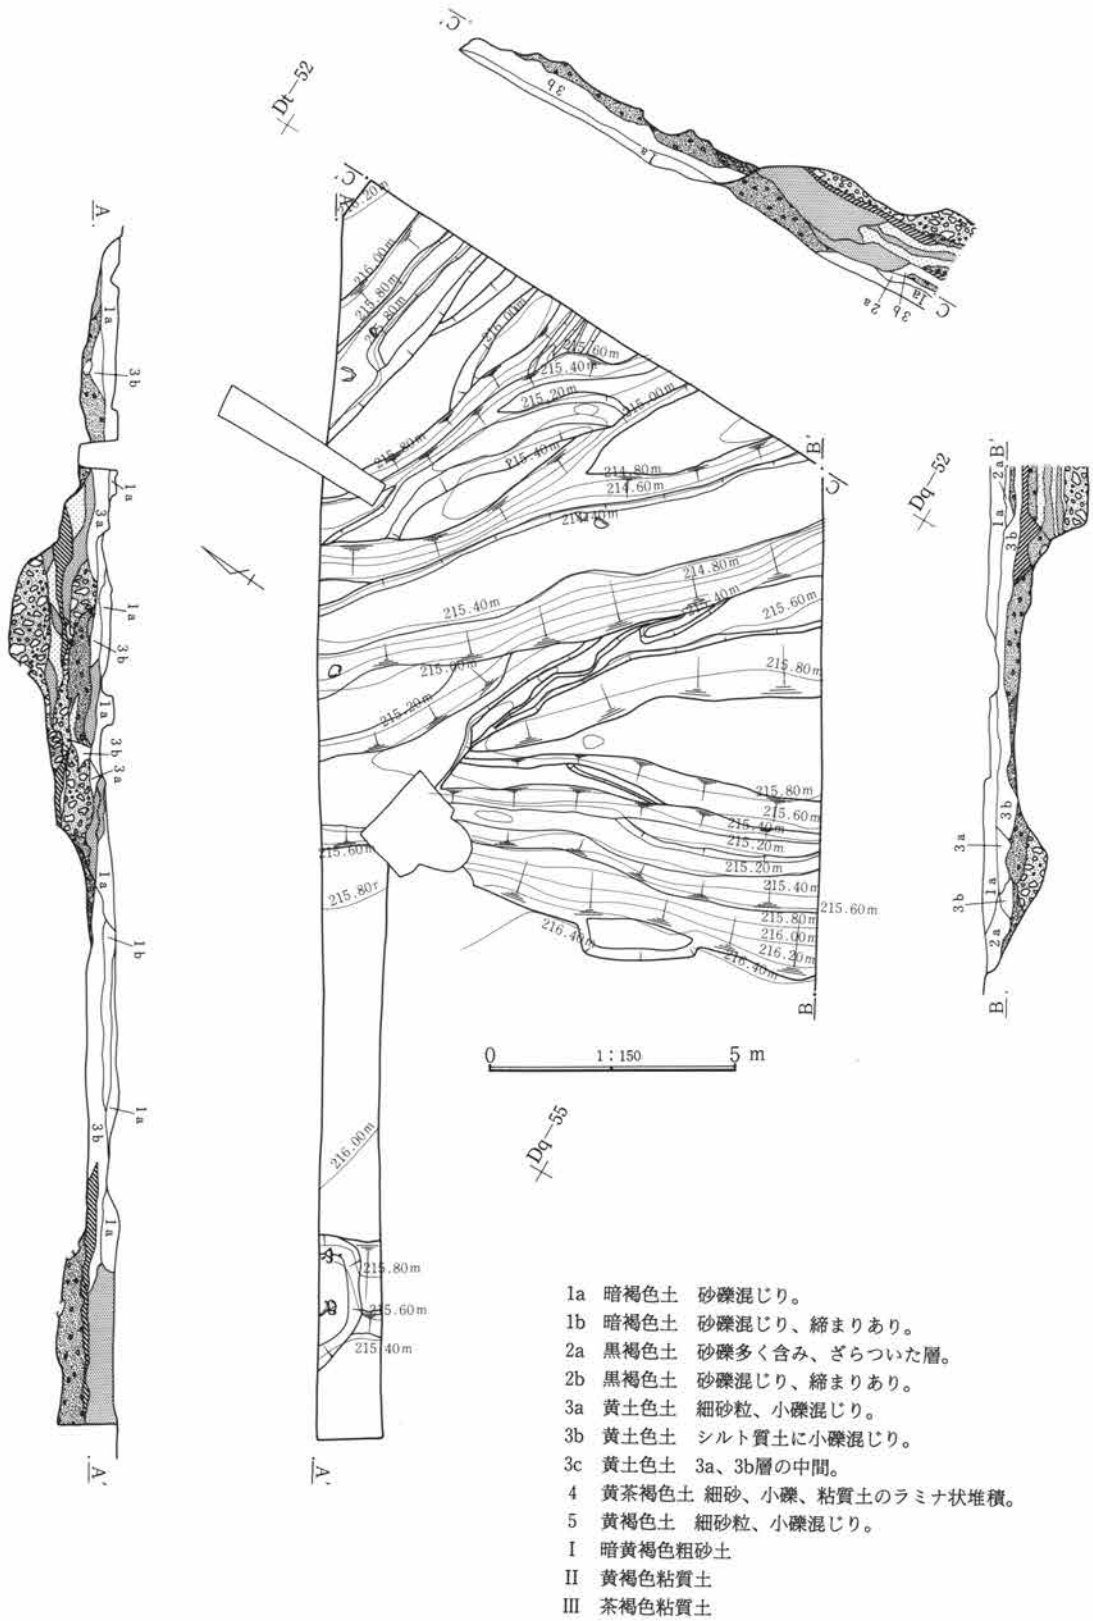 C'
C'
3b
1a
2a
3b
1a
C
Dt—52
A
1a
3b
1a
3a
1a
3b
1a
3b
3a
1a
1b
1a
3b
1a
A'
C'
A
216.20m
216.00m
215.80m
215.80m
216.00m
215.60m
215.40m
215.20m
215.00m
215.80m
215.40m
214.80m
214.60m
214.40m
B'
C
Dq—52
B'
2a
1a
3b
3b
3a
1a
3b
2a
B
214.80m
215.40m
215.40m
215.60m
215.00m
215.80m
215.20m
215.80m
215.60m
215.40m
215.20m
215.20m
215.60m
215.80m
215.40m
215.60m
215.80m
216.00m
216.20m
216.40m
216.40m
B
0 1:150 5 m
Dq—55
216.00m
215.80m
215.60m
215.40m
A'
1a 暗褐色土 砂礫混じり。
1b 暗褐色土 砂礫混じり、締まりあり。
2a 黒褐色土 砂礫多く含み、ざらついた層。
2b 黒褐色土 砂礫混じり、締まりあり。
3a 黄土色土 細砂粒、小礫混じり。
3b 黄土色土 シルト質土に小礫混じり。
3c 黄土色土 3a、3b層の中間。
4 黄茶褐色土 細砂、小礫、粘質土のラミナ状堆積。
5 黄褐色土 細砂粒、小礫混じり。
I 暗黄褐色粗砂土
II 黄褐色粘質土
III 茶褐色粘質土